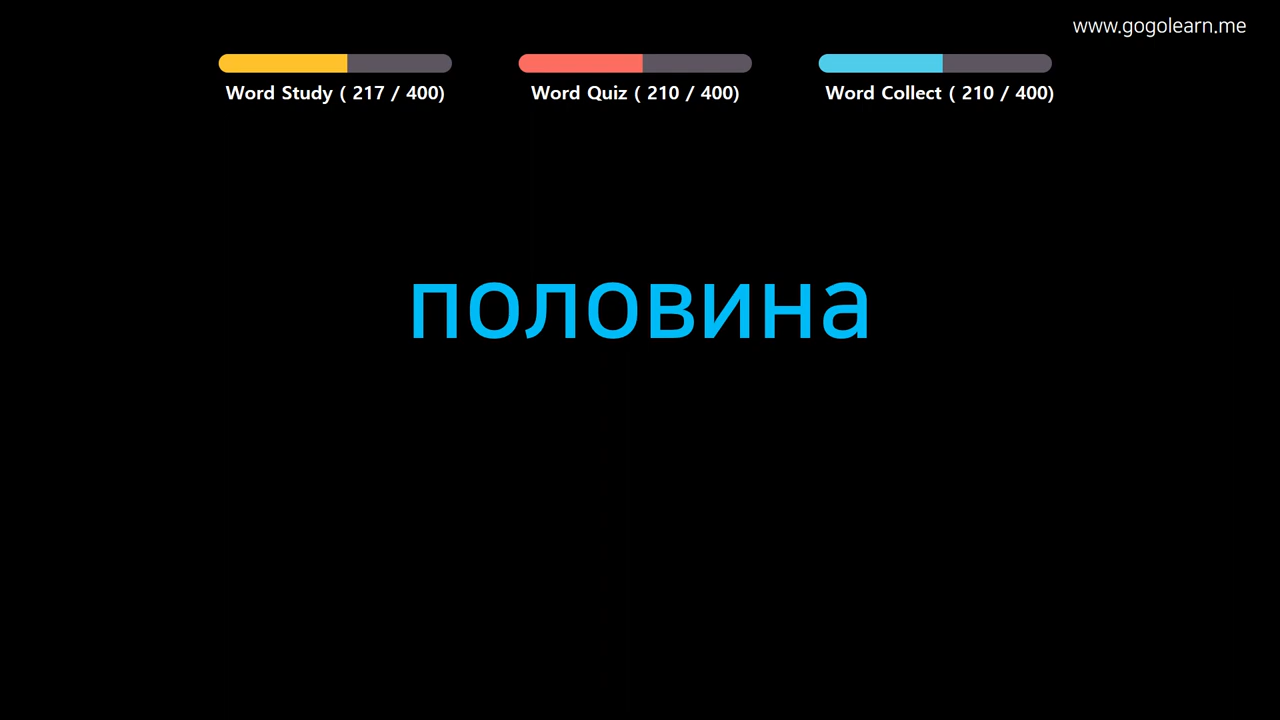 www.gogolearn.me
Word Study ( 217 / 400)
Word Quiz ( 210 / 400)
Word Collect ( 210 / 400)
половина